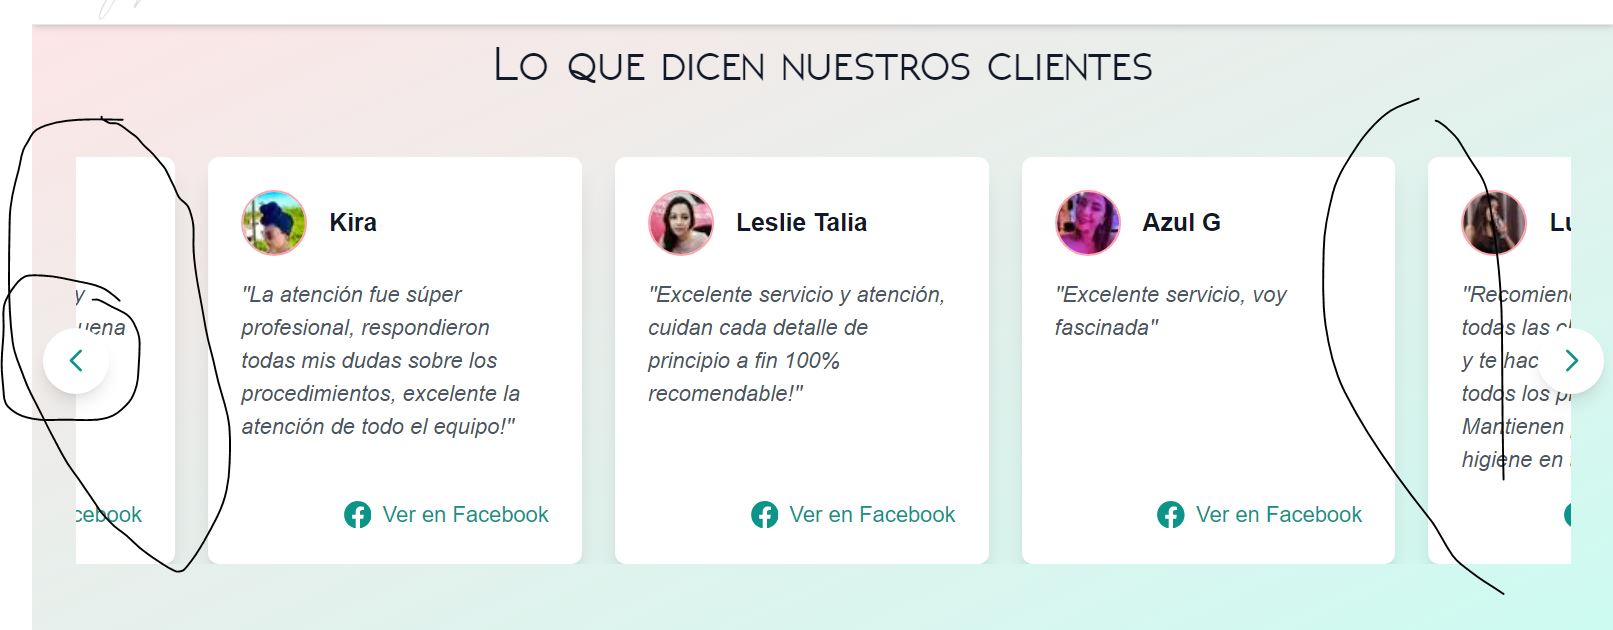 Lo que dicen nuestros clientes
y
uena
cebook
Kira
"La atención fue súper
profesional, respondieron
todas mis dudas sobre los
procedimientos, excelente la
atención de todo el equipo!"
Ver en Facebook
Leslie Talia
"Excelente servicio y atención,
cuidan cada detalle de
principio a fin 100%
recomendable!"
Ver en Facebook
Azul G
"Excelente servicio, voy
fascinada"
Ver en Facebook
Lu
"Recomien
todas las c
y te hac
todos los p
Mantienen
higiene en